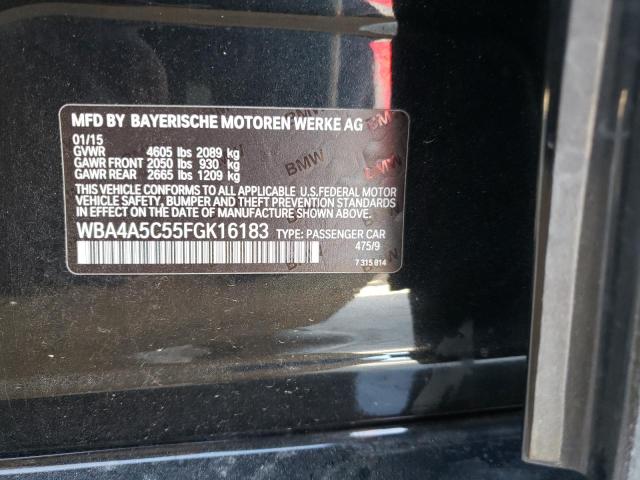 MFD BY BAYERISCHE MOTOREN WERKE AG
01/15
GVWR 4605 lbs 2089 kg
GAWR FRONT 2050 lbs 930 kg
GAWR REAR 2665 lbs 1209 kg
THIS VEHICLE CONFORMS TO ALL APPLICABLE U.S.FEDERAL MOTOR
VEHICLE SAFETY, BUMPER, AND THEFT PREVENTION STANDARDS
IN EFFECT ON THE DATE OF MANUFACTURE SHOWN ABOVE.
WBA4A5C55FGK16183 TYPE: PASSENGER CAR
475/9
7 315 814
BMW
BMW
BMW